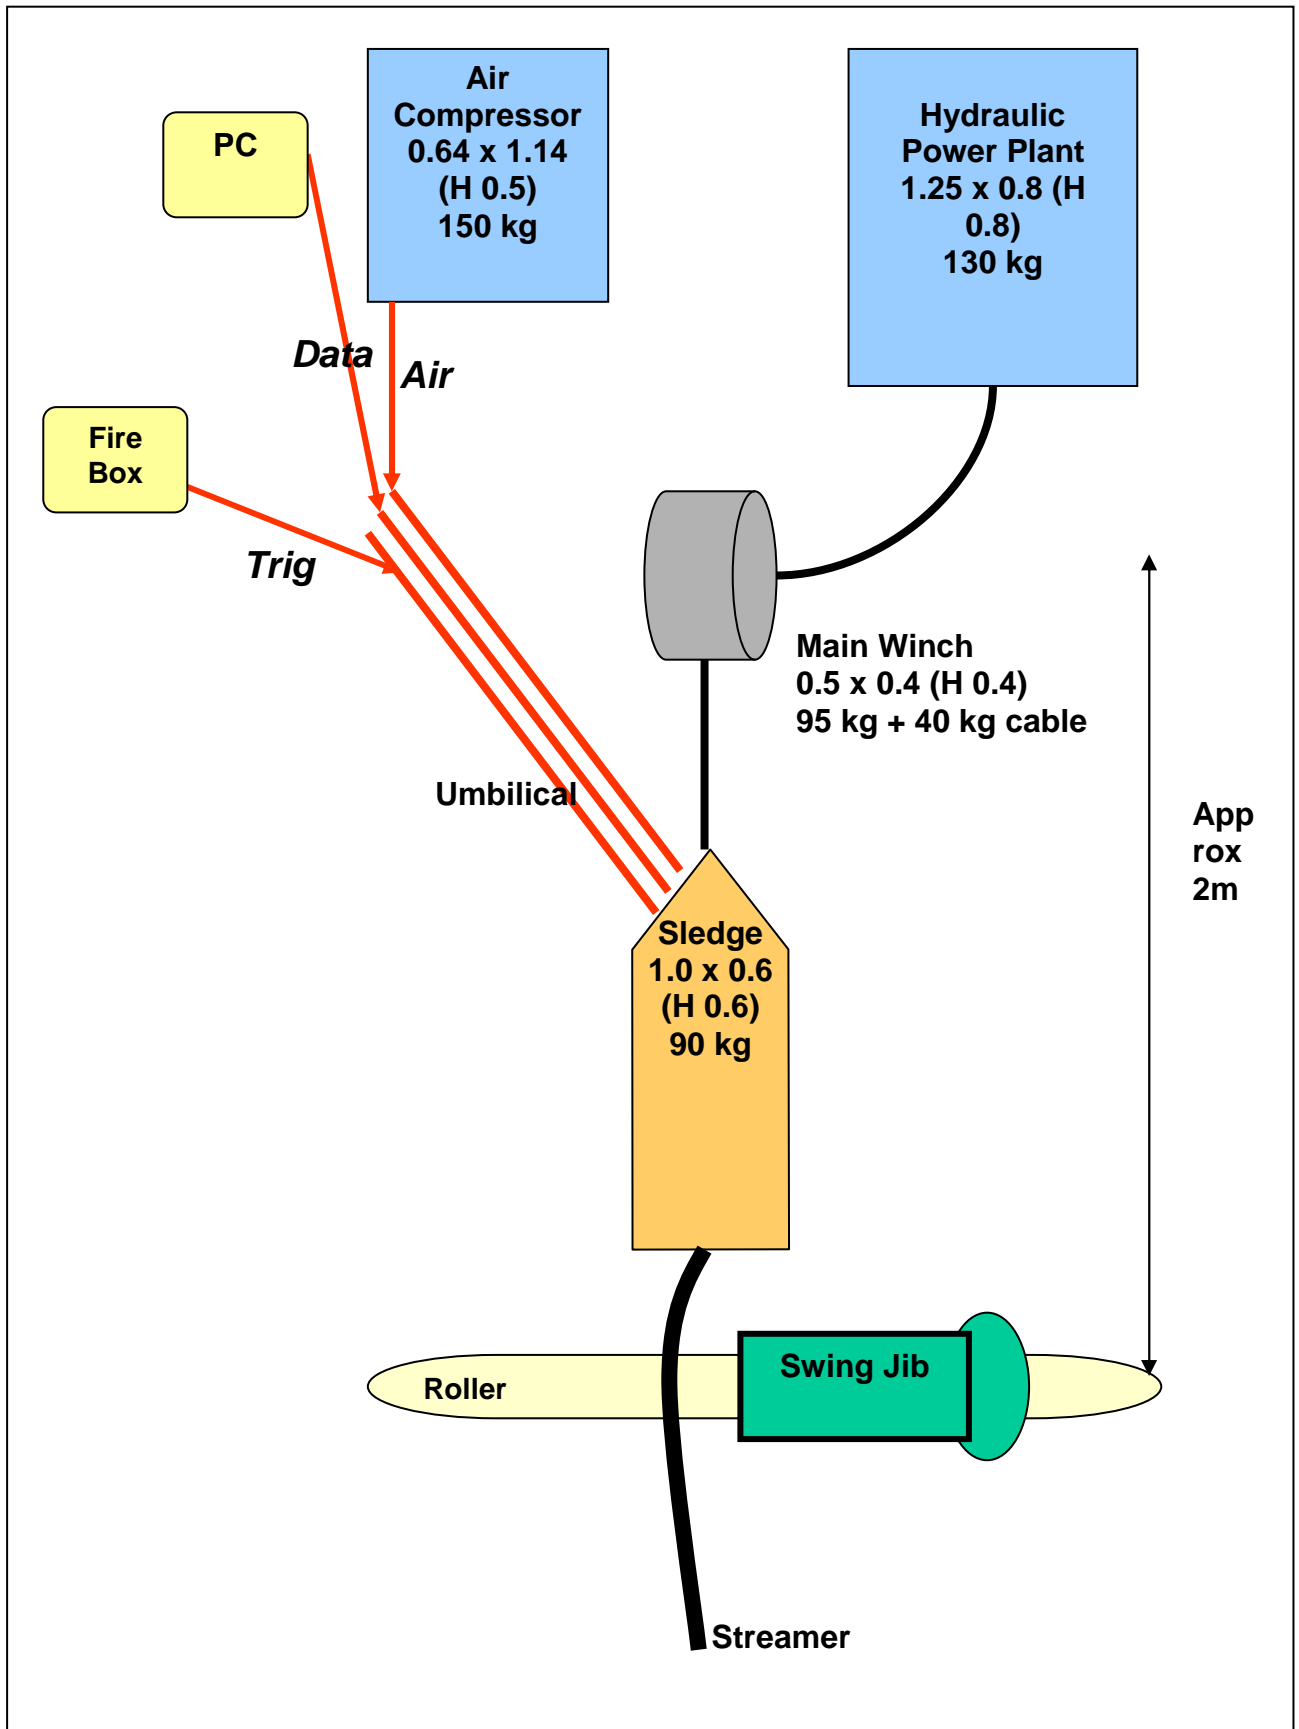 Air
Compressor
0.64 x 1.14
(H 0.5)
150 kg
Hydraulic
Power Plant
1.25 x 0.8 (H
0.8)
130 kg
PC
Data
Air
Fire
Box
Trig
Main Winch
0.5 x 0.4 (H 0.4)
95 kg + 40 kg cable
Umbilical
App
rox
2m
Sledge
1.0 x 0.6
(H 0.6)
90 kg
Swing Jib
Roller
Streamer